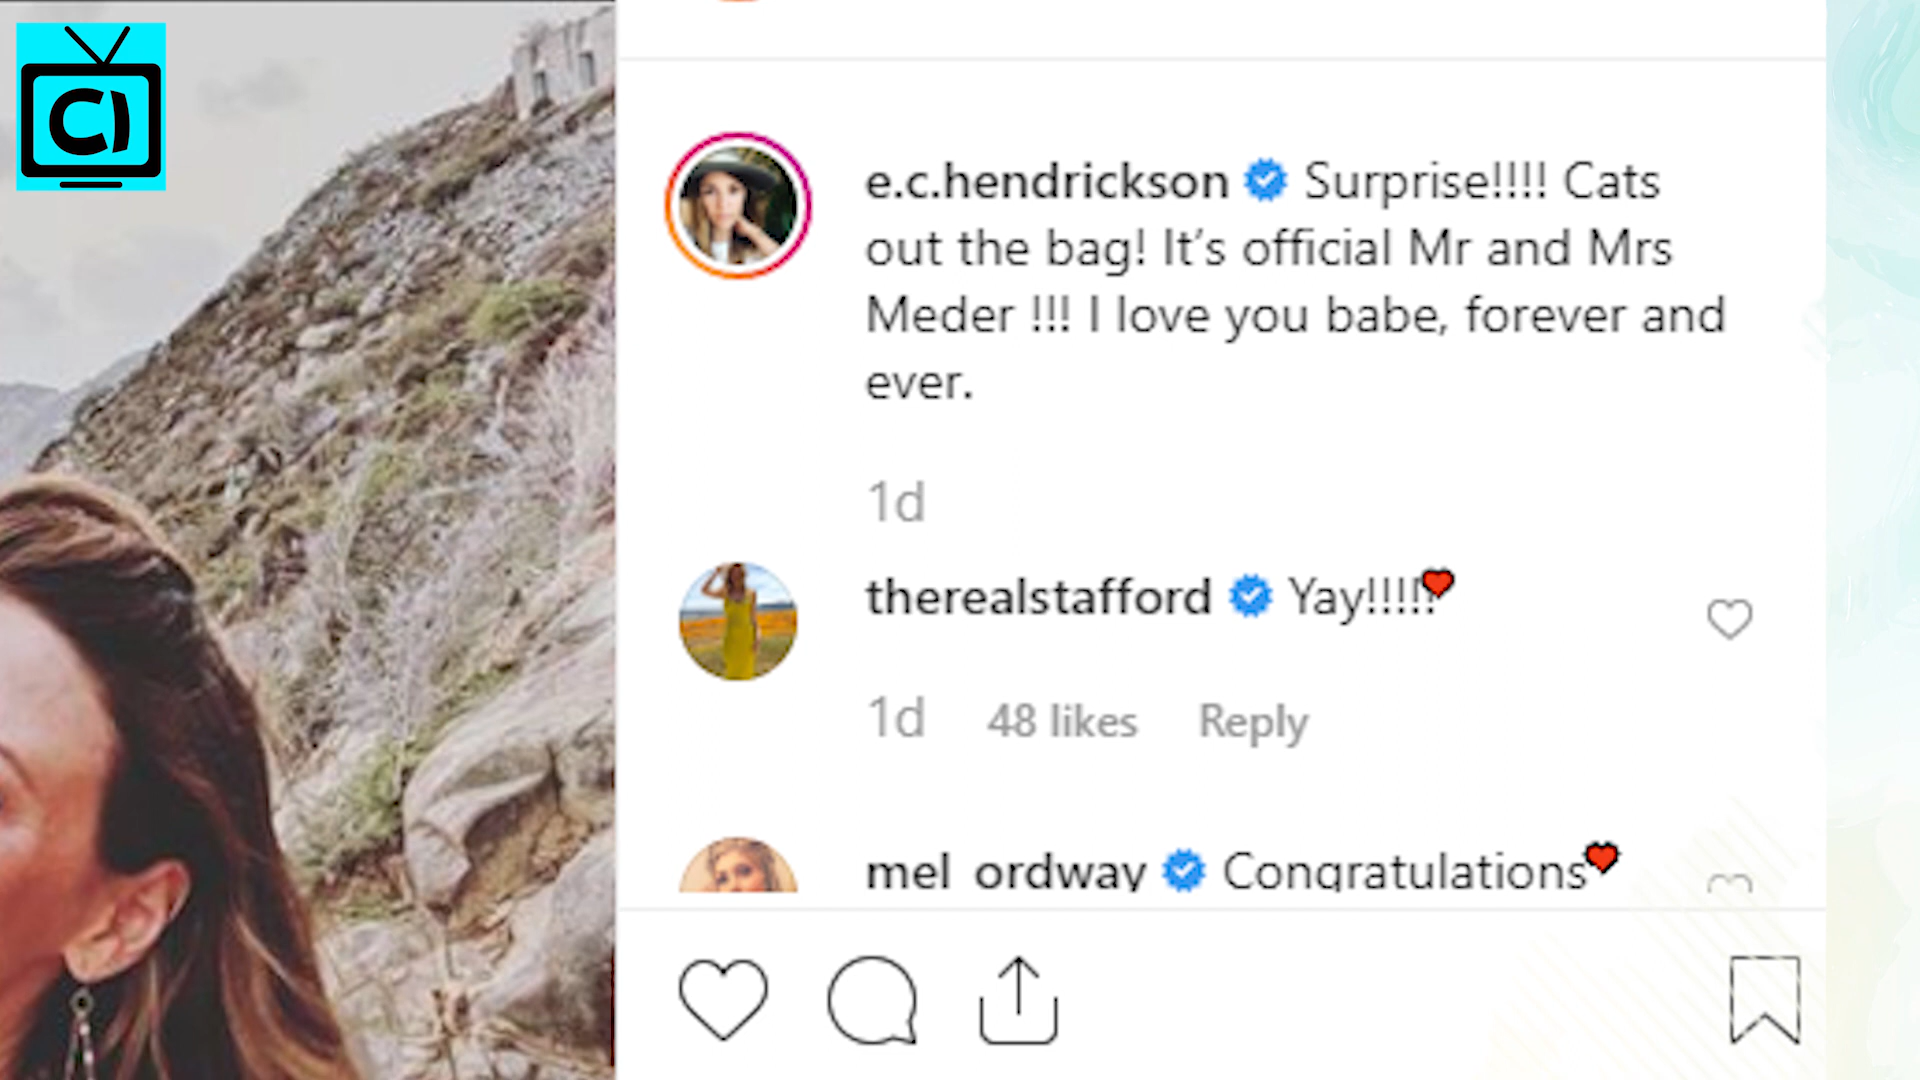 CI
e.c.hendrickson Surprise!!!! Cats
out the bag! It's official Mr and Mrs
Meder !!! I love you babe, forever and
ever.
1d
therealstafford Yay!!!!!
1d 48 likes Reply
mel_ordway Congratulations